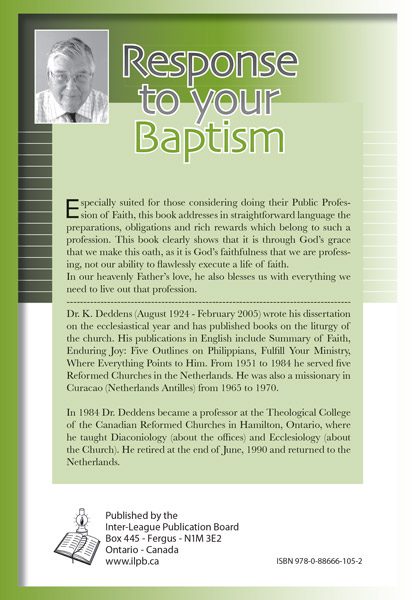 Response
to your
Baptism
Especially suited for those considering doing their Public Profes-
sion of Faith, this book addresses in straightforward language the
preparations, obligations and rich rewards which belong to such a
profession. This book clearly shows that it is through God's grace
that we make this oath, as it is God's faithfulness that we are profess-
ing, not our ability to flawlessly execute a life of faith.
In our heavenly Father's love, he also blesses us with everything we
need to live out that profession.
Dr. K. Deddens (August 1924 - February 2005) wrote his dissertation
on the ecclesiastical year and has published books on the liturgy of
the church. His publications in English include Summary of Faith,
Enduring Joy: Five Outlines on Philippians, Fulfill Your Ministry,
Where Everything Points to Him. From 1951 to 1984 he served five
Reformed Churches in the Netherlands. He was also a missionary in
Curacao (Netherlands Antilles) from 1965 to 1970.
In 1984 Dr. Deddens became a professor at the Theological College
of the Canadian Reformed Churches in Hamilton, Ontario, where
he taught Diaconiology (about the offices) and Ecclesiology (about
the Church). He retired at the end of June, 1990 and returned to the
Netherlands.
Published by the
Inter-League Publication Board
Box 445 - Fergus - N1M 3E2
Ontario - Canada
www.ilpb.ca
ISBN 978-0-88666-105-2